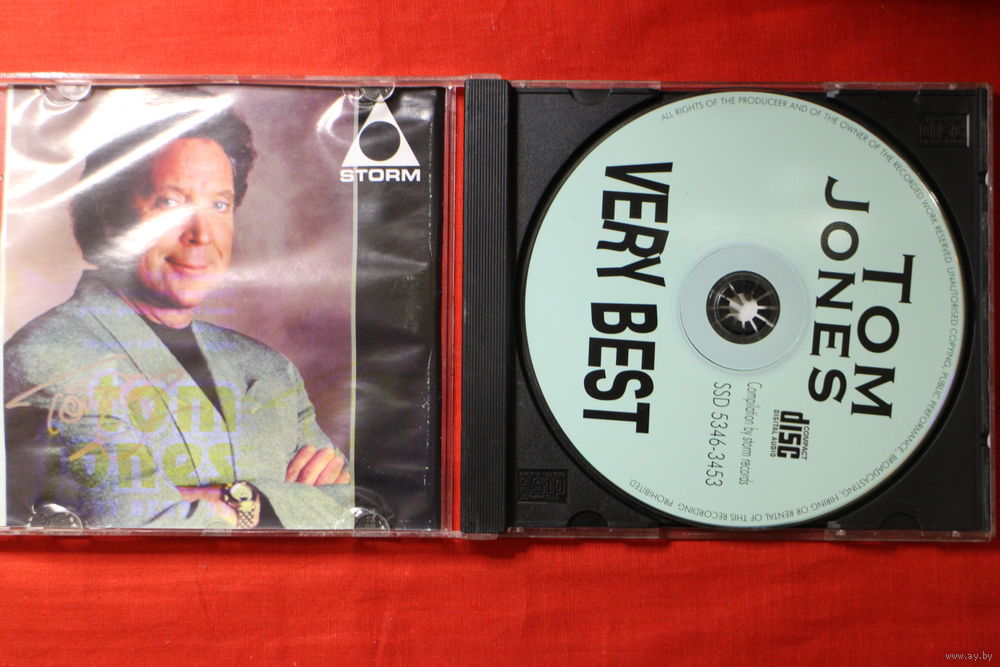 STORM
tom
ones
TOM
JONES
VERY BEST
COMPACT
disc
DIGITAL AUDIO
Compilation by storm records
SSD 5346-3453
ALL RIGHTS OF THE PRODUCEER AND OF THE OWNER OF THE RECORDED WORK RESERVED. UNAUTORISED COPYING, PUBLIC PERFORMANCE, BROADCASTING, HIRING OR RENTAL OF THIS RECORDING PROHIBITED
www.ay.by